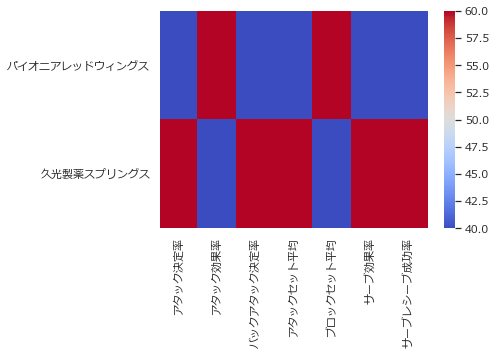 パイオニアレッドウィングス
久光製薬スプリングス
アタック決定率
アタック効果率
バックアタック決定率
アタックセット平均
ブロックセット平均
サーブ効果率
サーブレシーブ成功率
60.0
57.5
55.0
52.5
50.0
47.5
45.0
42.5
40.0